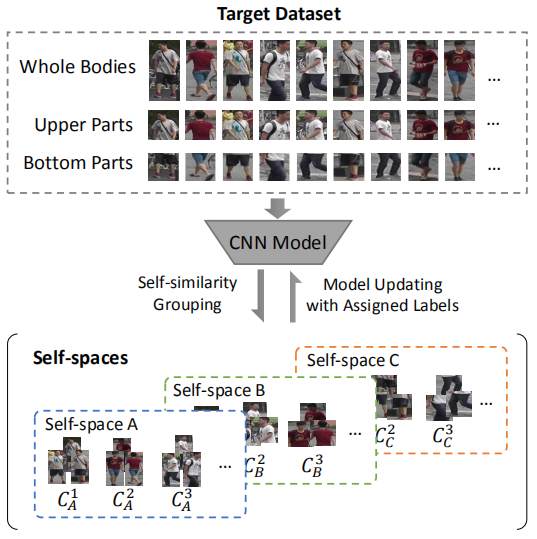 Target Dataset
Whole Bodies
...
Upper Parts
...
Bottom Parts
...
CNN Model
Self-similarity
Grouping
Model Updating
with Assigned Labels
Self-spaces
Self-space C
Self-space B
Self-space A
...
C_C^2
C_C^3
...
C_B^2
C_B^3
...
C_A^1
C_A^2
C_A^3